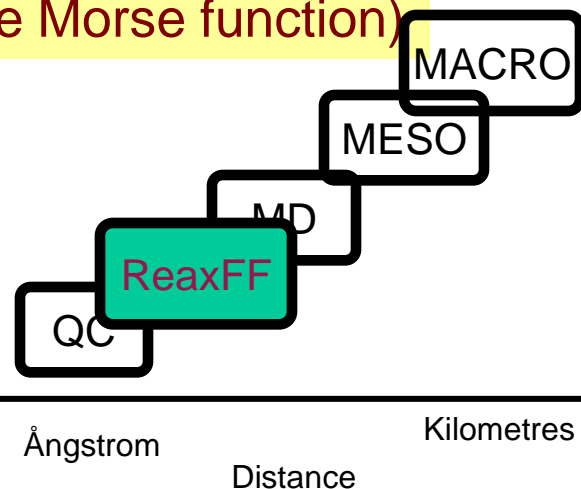 e Morse function)
MACRO
MESO
MD
ReaxFF
QC
Ångstrom
Kilometres
Distance